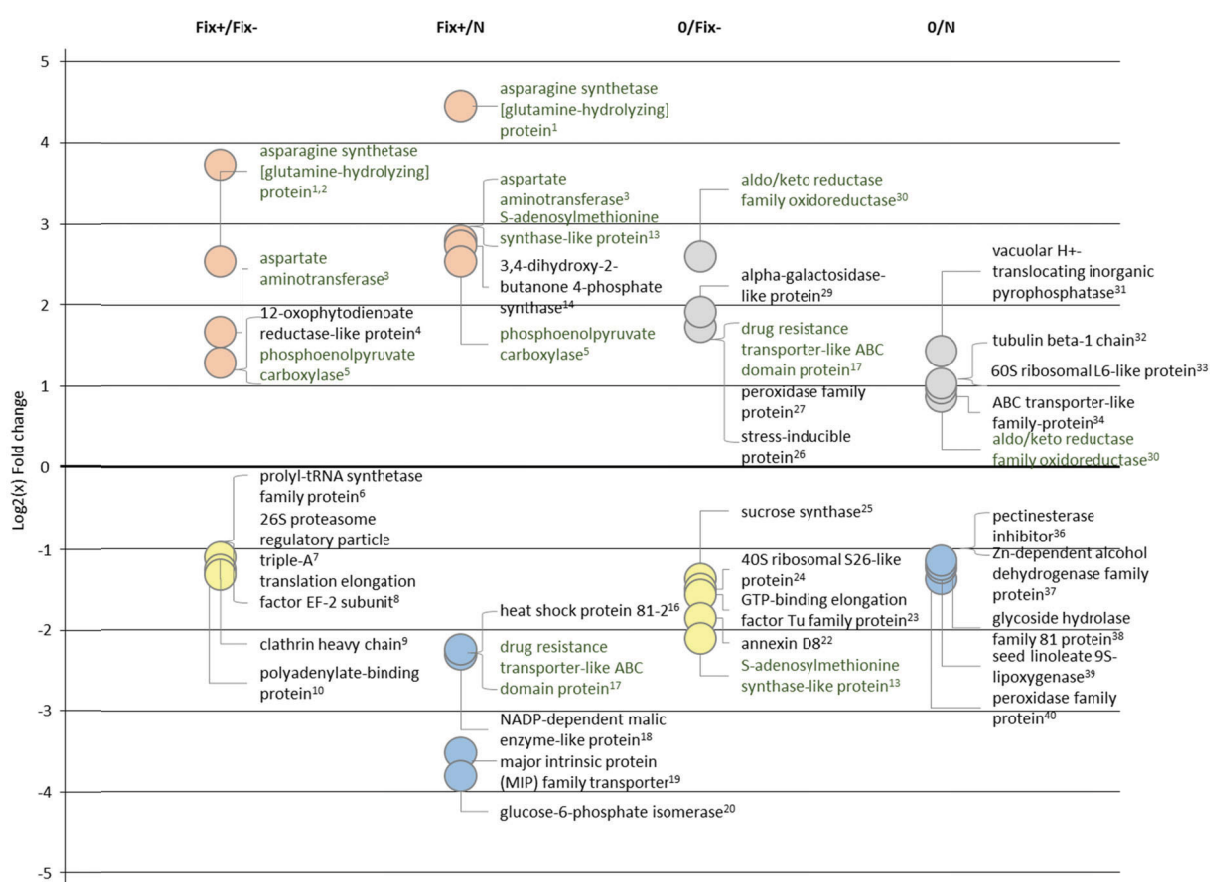 Fix+/Fix-
Fix+/N
0/Fix-
0/N
Log2(x) Fold change
5
4
3
2
1
0
-1
-2
-3
-4
-5
asparagine synthetase
[glutamine-hydrolyzing]
protein1,2
aspartate
aminotransferase3
12-oxophytodienoate
reductase-like protein4
phosphoenolpyruvate
carboxylase5
prolyl-tRNA synthetase
family protein6
26S proteasome
regulatory particle
triple-A7
translation elongation
factor EF-2 subunit8
clathrin heavy chain9
polyadenylate-binding
protein10
asparagine synthetase
[glutamine-hydrolyzing]
protein1
aspartate
aminotransferase3
S-adenosylmethionine
synthase-like protein13
3,4-dihydroxy-2-
butanone 4-phosphate
synthase14
phosphoenolpyruvate
carboxylase5
heat shock protein 81-216
drug resistance
transporter-like ABC
domain protein17
NADP-dependent malic
enzyme-like protein18
major intrinsic protein
(MIP) family transporter19
glucose-6-phosphate isomerase20
aldo/keto reductase
family oxidoreductase30
alpha-galactosidase-
like protein29
drug resistance
transporter-like ABC
domain protein17
peroxidase family
protein27
stress-inducible
protein26
sucrose synthase25
40S ribosomal S26-like
protein24
GTP-binding elongation
factor Tu family protein23
annexin D822
S-adenosylmethionine
synthase-like protein13
vacuolar H+-
translocating inorganic
pyrophosphatase31
tubulin beta-1 chain32
60S ribosomal L6-like protein33
ABC transporter-like
family-protein34
aldo/keto reductase
family oxidoreductase30
pectinesterase
inhibitor36
Zn-dependent alcohol
dehydrogenase family
protein37
glycoside hydrolase
family 81 protein38
seed linoleate 9S-
lipoxygenase39
peroxidase family
protein40